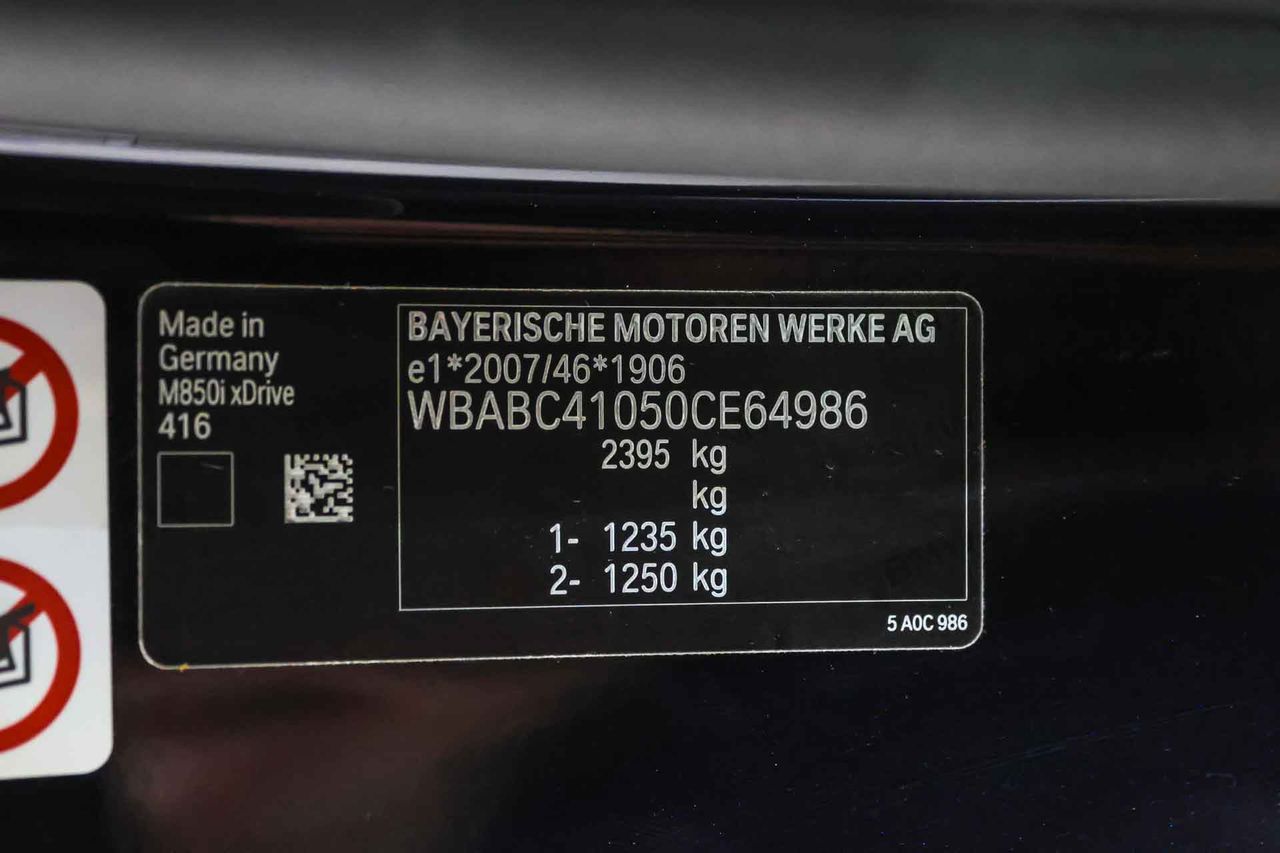 Made in
Germany
M850i xDrive
416
BAYERISCHE MOTOREN WERKE AG
e1*2007/46*1906
WBABC41050CE64986
2395 kg
kg
1- 1235 kg
2- 1250 kg
5 A0C 986